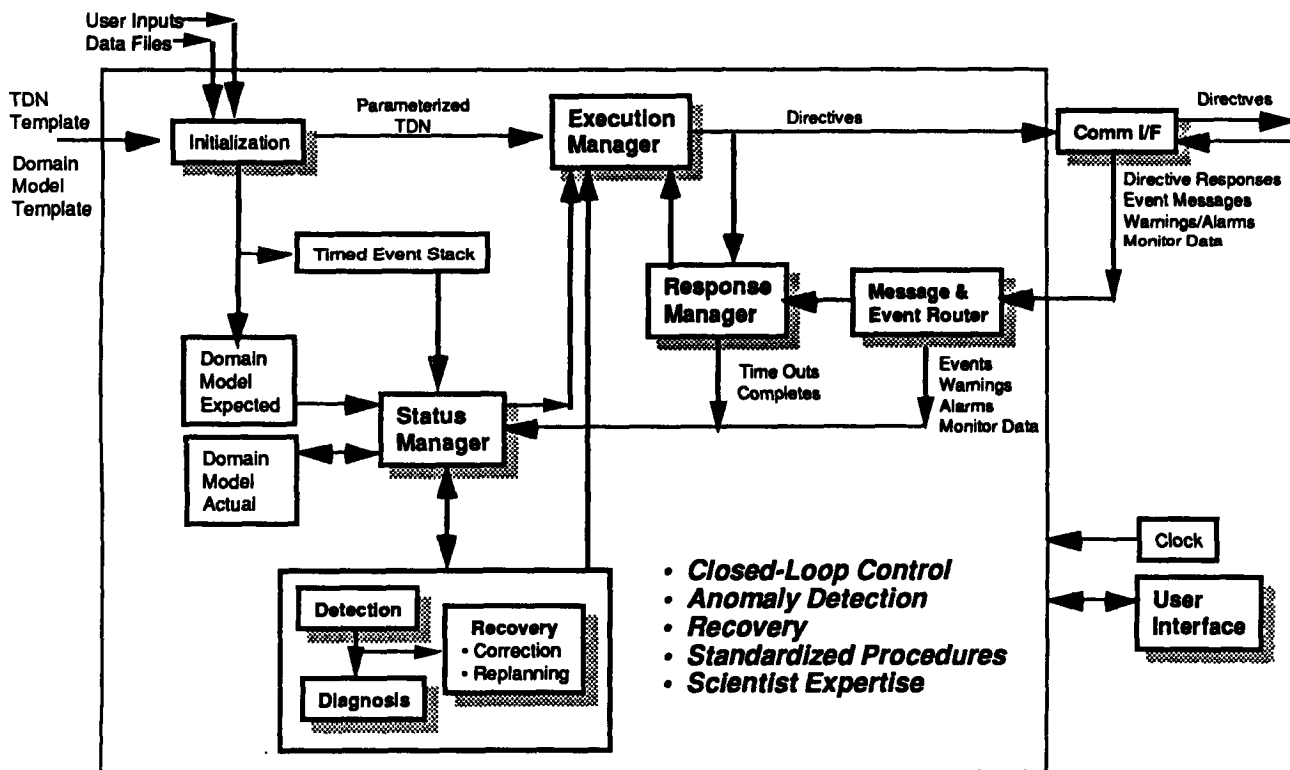 User Inputs
Data Files
TDN
Template
Domain
Model
Template
Initialization
Parameterized
TDN
Execution
Manager
Directives
Comm I/F
Directives
Directive Responses
Event Messages
Warnings/Alarms
Monitor Data
Timed Event Stack
Response
Manager
Message &
Event Router
Domain
Model
Expected
Time Outs
Completes
Events
Warnings
Alarms
Monitor Data
Status
Manager
Domain
Model
Actual
Clock
User
Interface
Detection
Recovery
• Correction
• Replanning
Diagnosis
• Closed-Loop Control
• Anomaly Detection
• Recovery
• Standardized Procedures
• Scientist Expertise